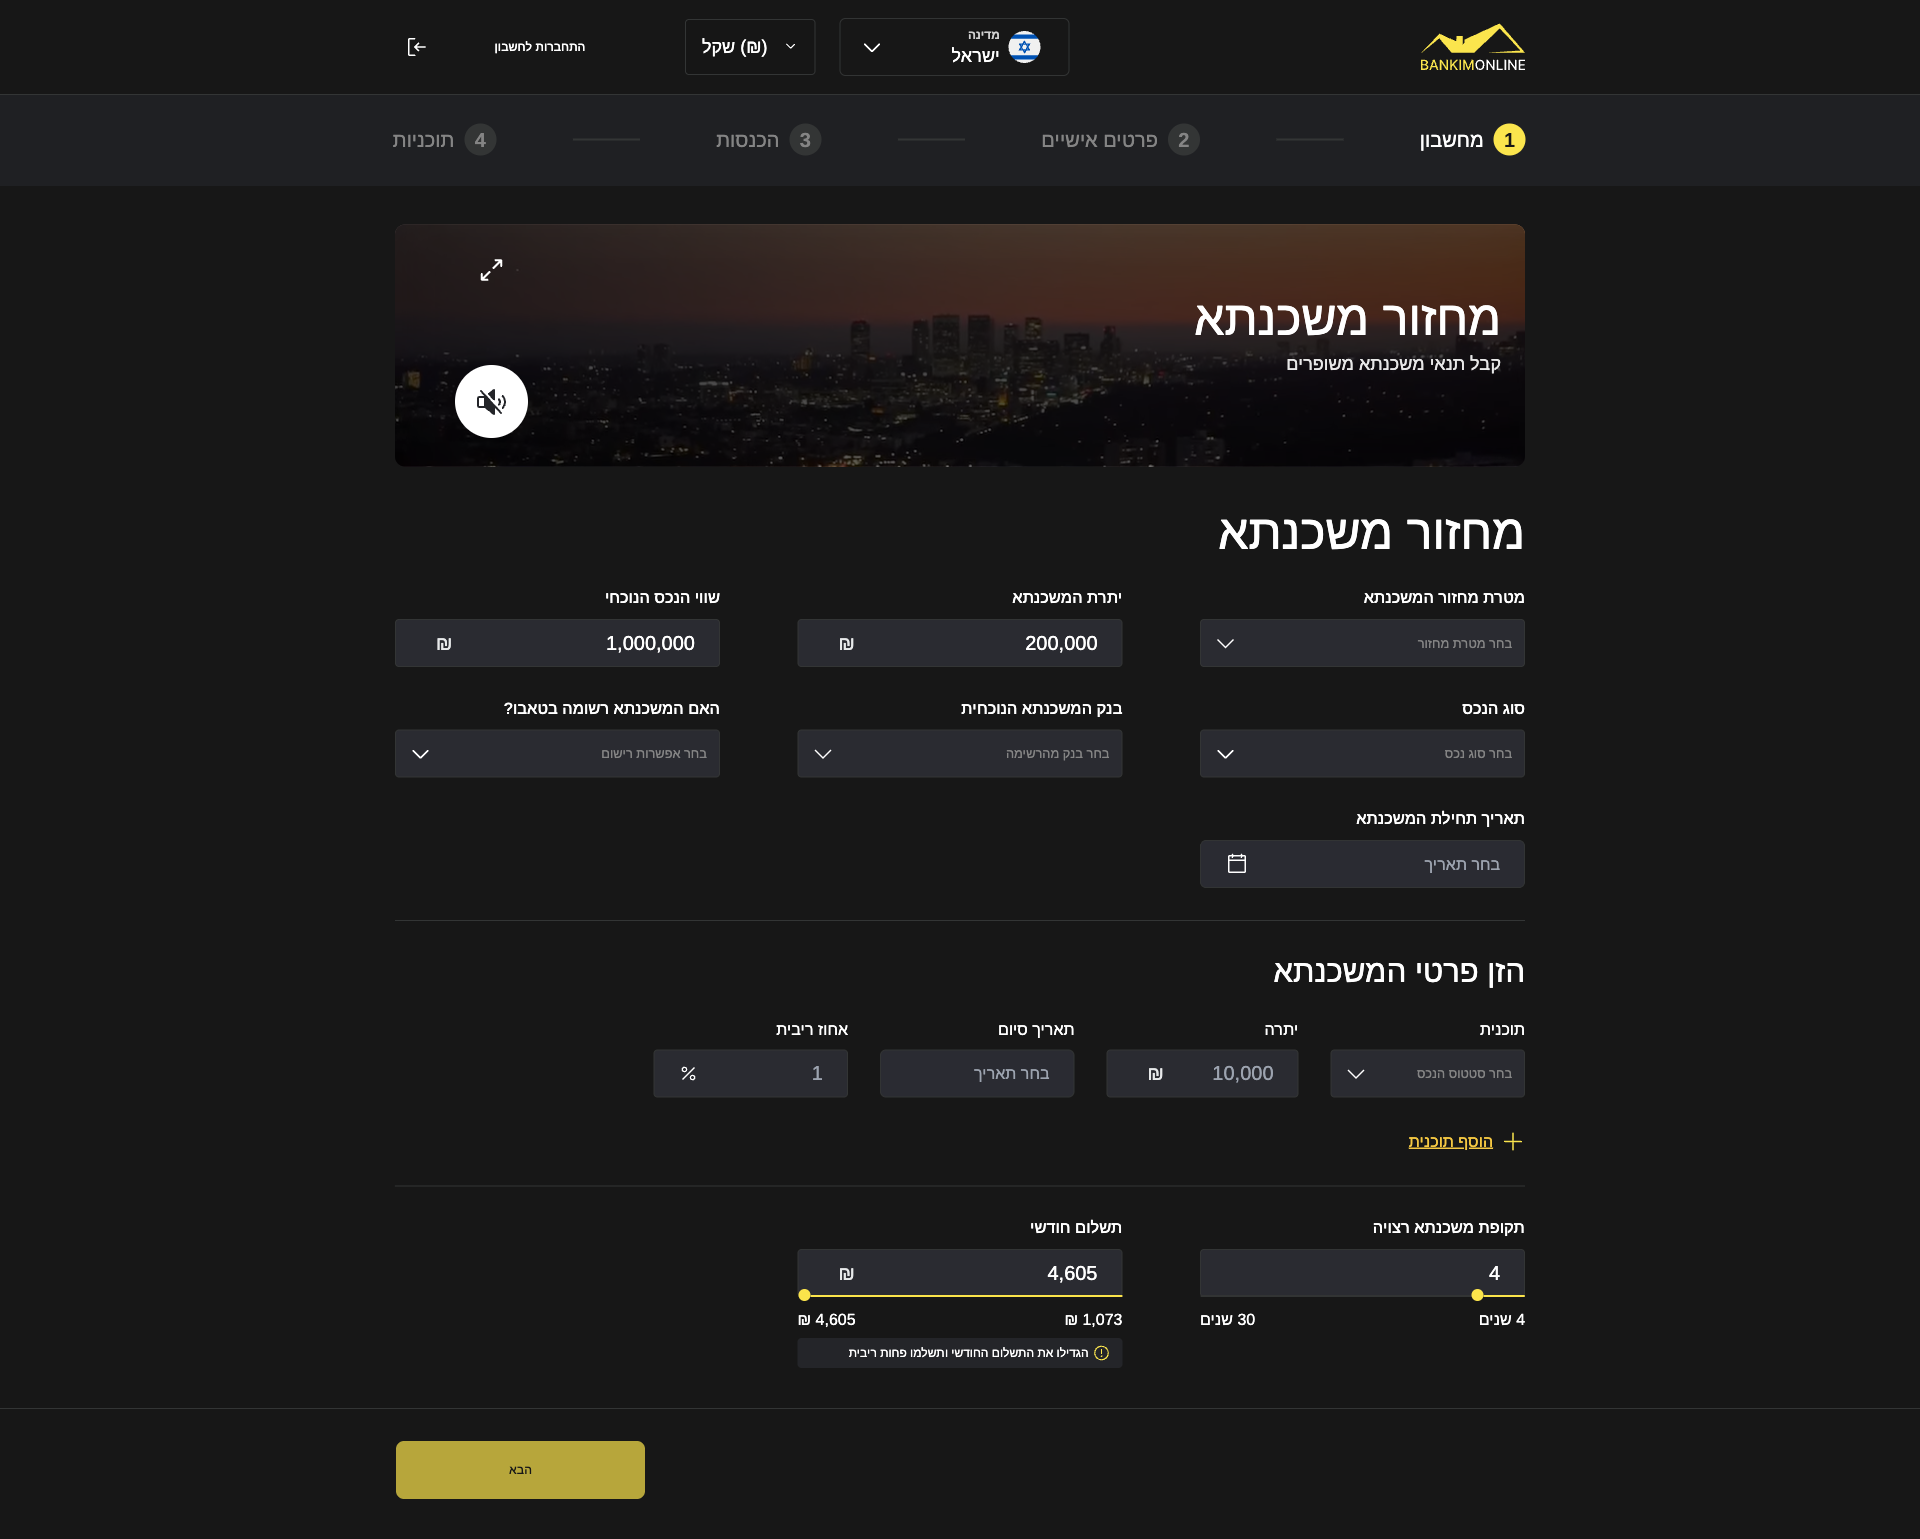 BANKIMONLINE
מדינה
ישראל
שקל (₪)
התחברות לחשבון
1 מחשבון
2 פרטים אישיים
3 הכנסות
4 תוכניות
מחזור משכנתא
קבל תנאי משכנתא משופרים
מחזור משכנתא
מטרת מחזור המשכנתא
יתרת המשכנתא
שווי הנכס הנוכחי
בחר מטרת מחזור
200,000 ₪
1,000,000 ₪
סוג הנכס
בנק המשכנתא הנוכחית
האם המשכנתא רשומה בטאבו?
בחר סוג נכס
בחר בנק מהרשימה
בחר אפשרות רישום
תאריך תחילת המשכנתא
בחר תאריך
הזן פרטי המשכנתא
תוכנית
יתרה
תאריך סיום
אחוז ריבית
בחר סטטוס הנכס
10,000 ₪
בחר תאריך
1 %
הוסף תוכנית
תקופת משכנתא רצויה
תשלום חודשי
4
4,605 ₪
4 שנים
30 שנים
1,073 ₪
4,605 ₪
הגדילו את התשלום החודשי ותשלמו פחות ריבית
הבא